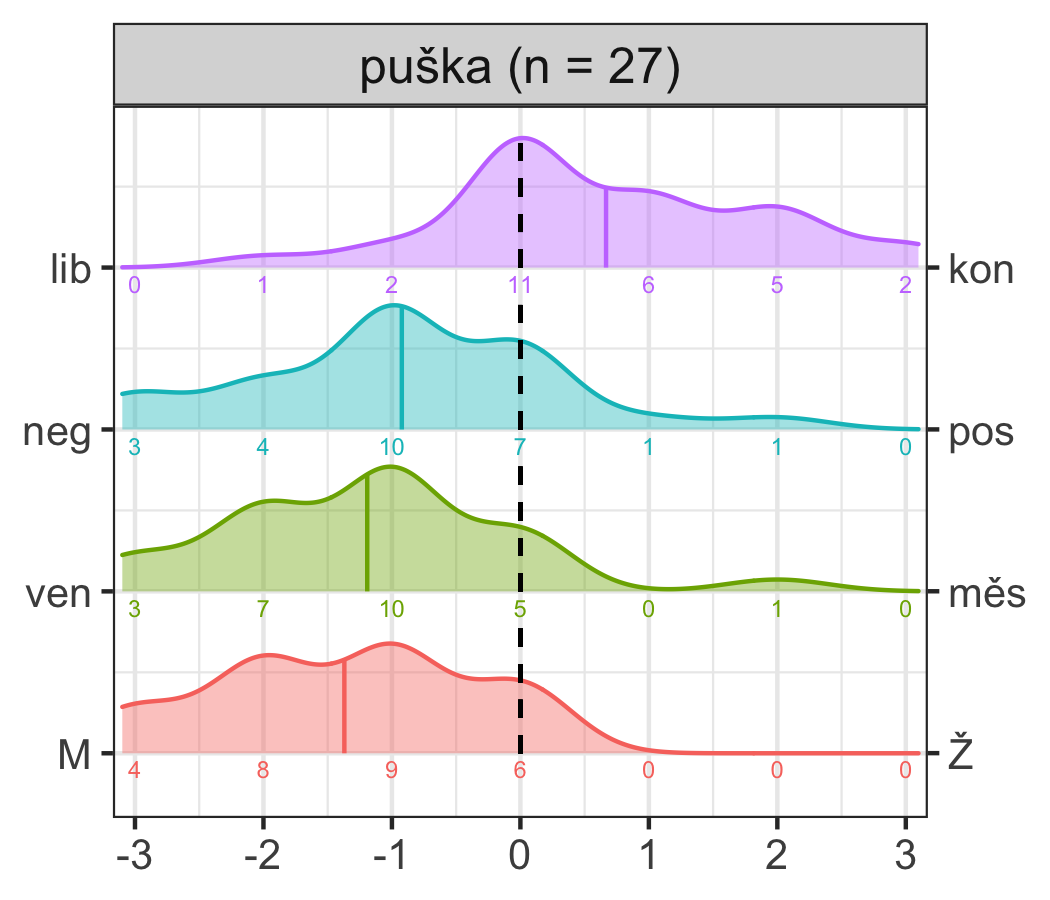 puška (n = 27)
lib kon
0 1 2 11 6 5 2
neg pos
3 4 10 7 1 1 0
ven měs
3 7 10 5 0 1 0
M Ž
4 8 9 6 0 0 0
-3 -2 -1 0 1 2 3